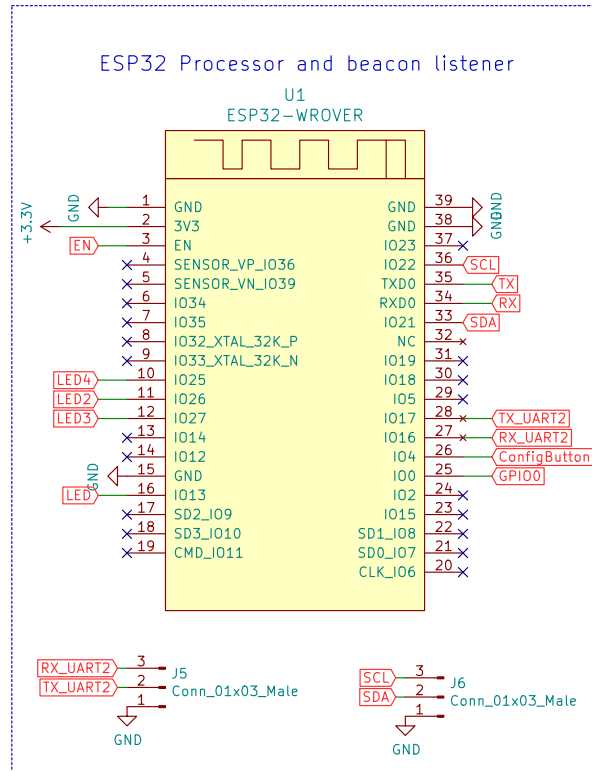 ESP32 Processor and beacon listener
U1
ESP32-WROVER
GND 1 GND GND 39 GND
+3.3V 2 3V3 GND 38 GND
EN 3 EN IO23 37
4 SENSOR_VP_IO36 IO22 36 SCL
5 SENSOR_VN_IO39 TXD0 35 TX
6 IO34 RXD0 34 RX
7 IO35 IO21 33 SDA
8 IO32_XTAL_32K_P NC 32
9 IO33_XTAL_32K_N IO19 31
LED4 10 IO25 IO18 30
LED2 11 IO26 IO5 29
LED3 12 IO27 IO17 28 TX_UART2
13 IO14 IO16 27 RX_UART2
14 IO12 IO4 26 ConfigButton
GND 15 GND IO0 25 GPIO0
LED 16 IO13 IO2 24
17 SD2_IO9 IO15 23
18 SD3_IO10 SD1_IO8 22
19 CMD_IO11 SD0_IO7 21
CLK_IO6 20
RX_UART2 3 J5
TX_UART2 2 Conn_01x03_Male
1
GND
SCL 3 J6
SDA 2 Conn_01x03_Male
1
GND